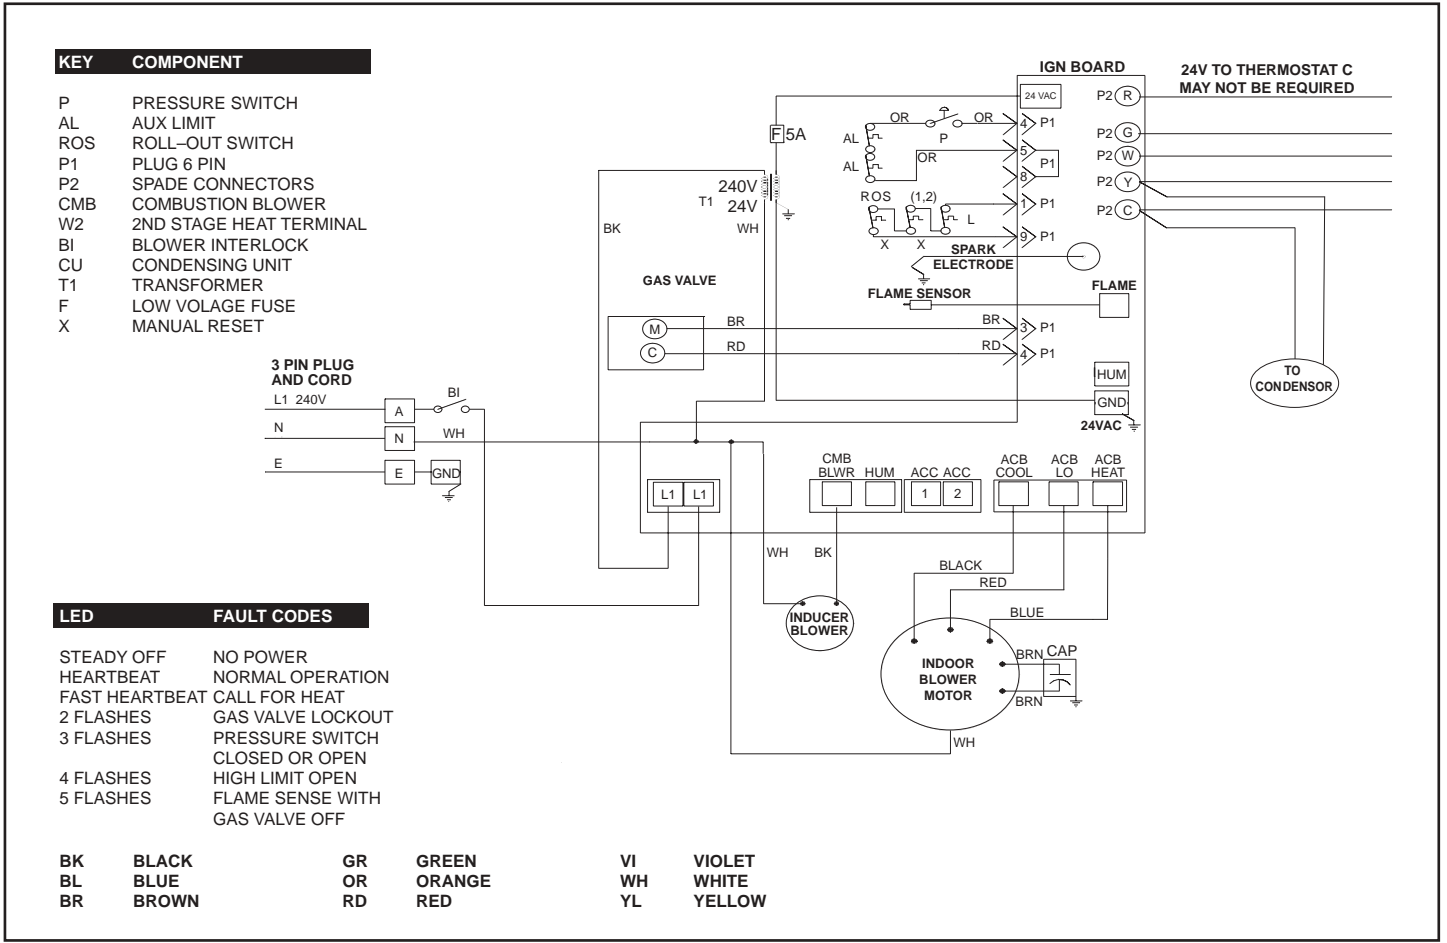 KEY COMPONENT
P PRESSURE SWITCH
AL AUX LIMIT
ROS ROLL–OUT SWITCH
P1 PLUG 6 PIN
P2 SPADE CONNECTORS
CMB COMBUSTION BLOWER
W2 2ND STAGE HEAT TERMINAL
BI BLOWER INTERLOCK
CU CONDENSING UNIT
T1 TRANSFORMER
F LOW VOLAGE FUSE
X MANUAL RESET
IGN BOARD
24V TO THERMOSTAT C
MAY NOT BE REQUIRED
24 VAC
P2 R
P2 G
P2 W
P2 Y
P2 C
F 5A
OR
OR
P
AL
AL
OR
4 P1
5
P1
8
ROS (1,2)
L
X X
1 P1
9 P1
SPARK
ELECTRODE
FLAME SENSOR
FLAME
240V
T1 24V
BK
WH
GAS VALVE
M BR BR 3 P1
C RD RD 4 P1
HUM
GND
24VAC
TO
CONDENSOR
3 PIN PLUG
AND CORD
L1 240V A BI
N N WH
E E GND
L1 L1
CMB
BLWR HUM
ACC ACC
1 2
ACB
COOL
ACB
LO
ACB
HEAT
WH BK
BLACK
RED
BLUE
INDUCER
BLOWER
INDOOR
BLOWER
MOTOR
BRN CAP
BRN
WH
LED FAULT CODES
STEADY OFF NO POWER
HEARTBEAT NORMAL OPERATION
FAST HEARTBEAT CALL FOR HEAT
2 FLASHES GAS VALVE LOCKOUT
3 FLASHES PRESSURE SWITCH
CLOSED OR OPEN
4 FLASHES HIGH LIMIT OPEN
5 FLASHES FLAME SENSE WITH
GAS VALVE OFF
BK BLACK GR GREEN VI VIOLET
BL BLUE OR ORANGE WH WHITE
BR BROWN RD RED YL YELLOW